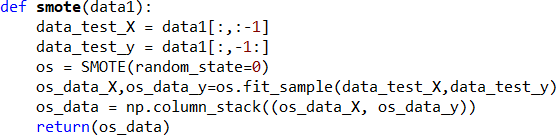 def smote(data1):
    data_test_X = data1[:,:-1]
    data_test_y = data1[:,-1:]
    os = SMOTE(random_state=0)
    os_data_X,os_data_y=os.fit_sample(data_test_X,data_test_y)
    os_data = np.column_stack((os_data_X, os_data_y))
    return(os_data)